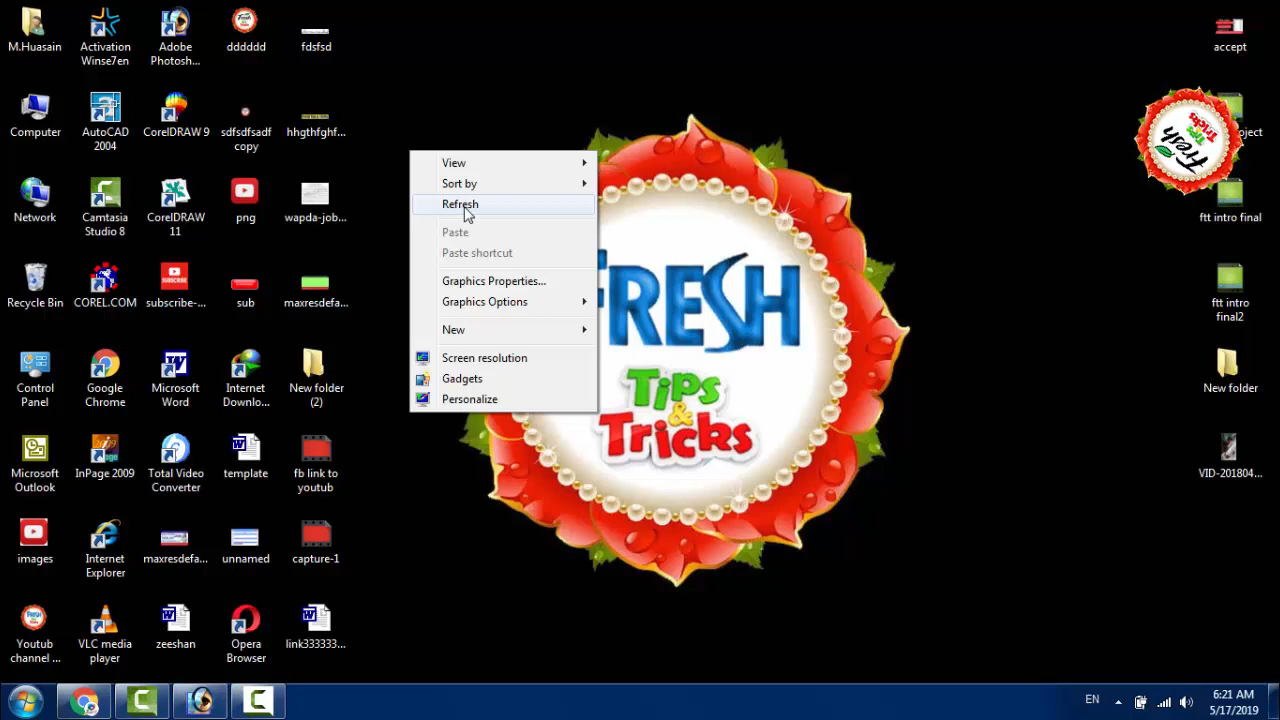 M.Huasain
Activation
Winse7en
Adobe
Photosh...
dddddd
fdsfsd
Computer
AutoCAD
2004
CorelDRAW 9
sdfsdfsadf
copy
hhgthfghf...
Network
Camtasia
Studio 8
CorelDRAW
11
png
wapda-job...
Recycle Bin
COREL.COM
subscribe-...
sub
maxresdefa...
Control
Panel
Google
Chrome
Microsoft
Word
Internet
Downlo...
New folder
(2)
Microsoft
Outlook
InPage 2009
Total Video
Converter
template
fb link to
youtub
images
Internet
Explorer
maxresdefa...
unnamed
capture-1
Youtub
channel ...
VLC media
player
zeeshan
Opera
Browser
link333333...
View
Sort by
Refresh
Paste
Paste shortcut
Graphics Properties...
Graphics Options
New
Screen resolution
Gadgets
Personalize
FRESH
Tips
&
Tricks
accept
Fresh
Tips
Tricks
ftt intro final
ftt intro
final2
New folder
VID-201804...
EN
6:21 AM
5/17/2019